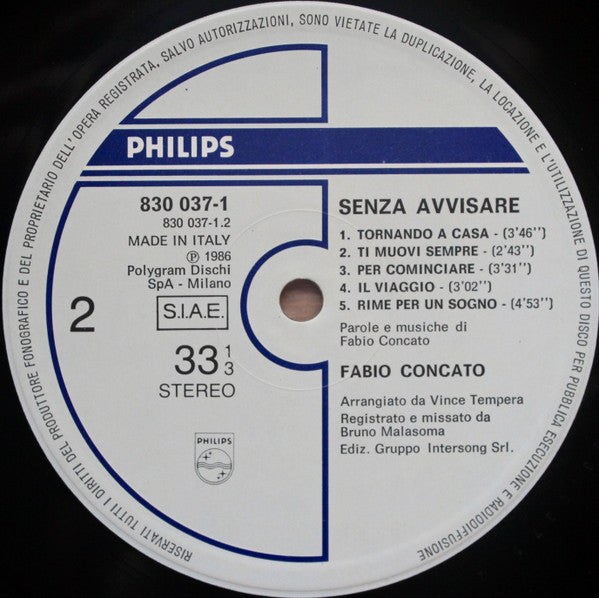 RISERVATI TUTTI I DIRITTI DEL PRODUTTORE FONOGRAFICO E DEL PROPRIETARIO DELL'OPERA REGISTRATA, SALVO AUTORIZZAZIONI, SONO VIETATE LA DUPLICAZIONE, LA LOCAZIONE E L'UTILIZZAZIONE DI QUESTO DISCO PER PUBBLICA ESECUZIONE E RADIODIFFUSIONE
PHILIPS
830 037-1
830 037-1.2
MADE IN ITALY
Ⓟ 1986
Polygram Dischi
SpA - Milano
S.I.A.E.
2
33 1/3
STEREO
PHILIPS
SENZA AVVISARE
1. TORNANDO A CASA - (3'46'')
2. TI MUOVI SEMPRE - (2'43'')
3. PER COMINCIARE - (3'31'')
4. IL VIAGGIO - (3'02'')
5. RIME PER UN SOGNO - (4'53'')
Parole e musiche di
Fabio Concato
FABIO CONCATO
Arrangiato da Vince Tempera
Registrato e missato da
Bruno Malasoma
Ediz. Gruppo Intersong Srl.